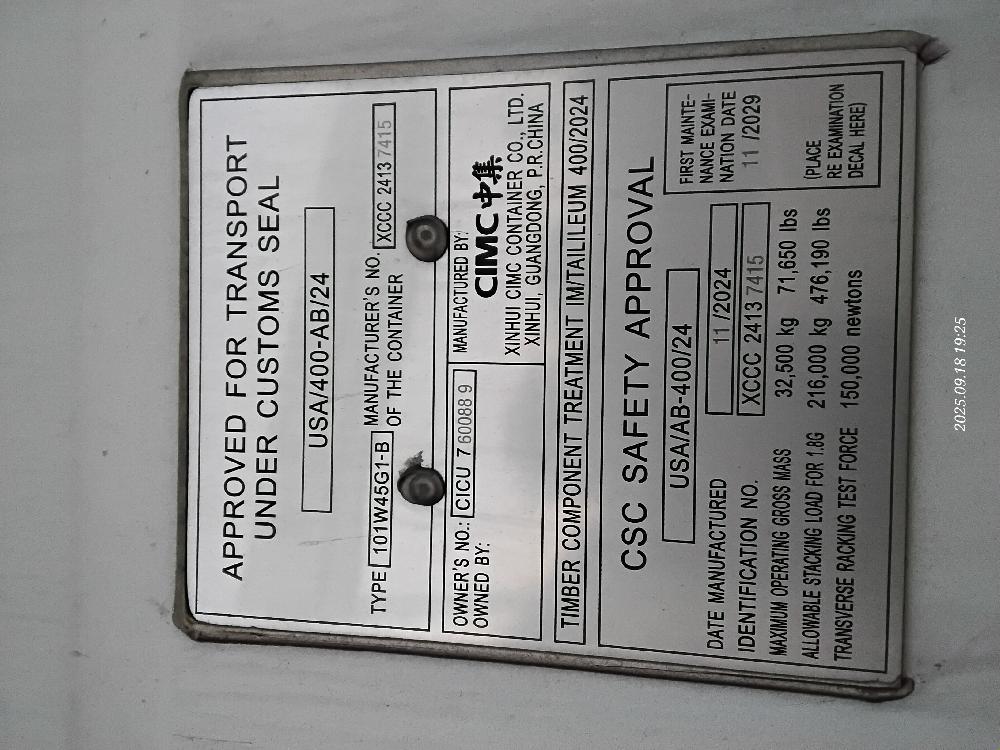 APPROVED FOR TRANSPORT
UNDER CUSTOMS SEAL
USA/400-AB/24
TYPE 101W45G1-B MANUFACTURER'S NO. XCCC 2413 7415
OF THE CONTAINER
OWNER'S NO.: CICU 7 60088 9
OWNED BY:
MANUFACTURED BY:
CIMC中集
XINHUI CIMC CONTAINER CO., LTD.
XINHUI, GUANGDONG, P.R.CHINA
TIMBER COMPONENT TREATMENT IM/TAILILEUM 400/2024
CSC SAFETY APPROVAL
USA/AB-400/24
DATE MANUFACTURED 11 /2024
IDENTIFICATION NO. XCCC 2413 7415
MAXIMUM OPERATING GROSS MASS 32,500 kg 71,650 lbs
ALLOWABLE STACKING LOAD FOR 1.8G 216,000 kg 476,190 lbs
TRANSVERSE RACKING TEST FORCE 150,000 newtons
FIRST MAINTE-
NANCE EXAMI-
NATION DATE
11 /2029
(PLACE
RE EXAMINATION
DECAL HERE)
2025.09.18 19:25